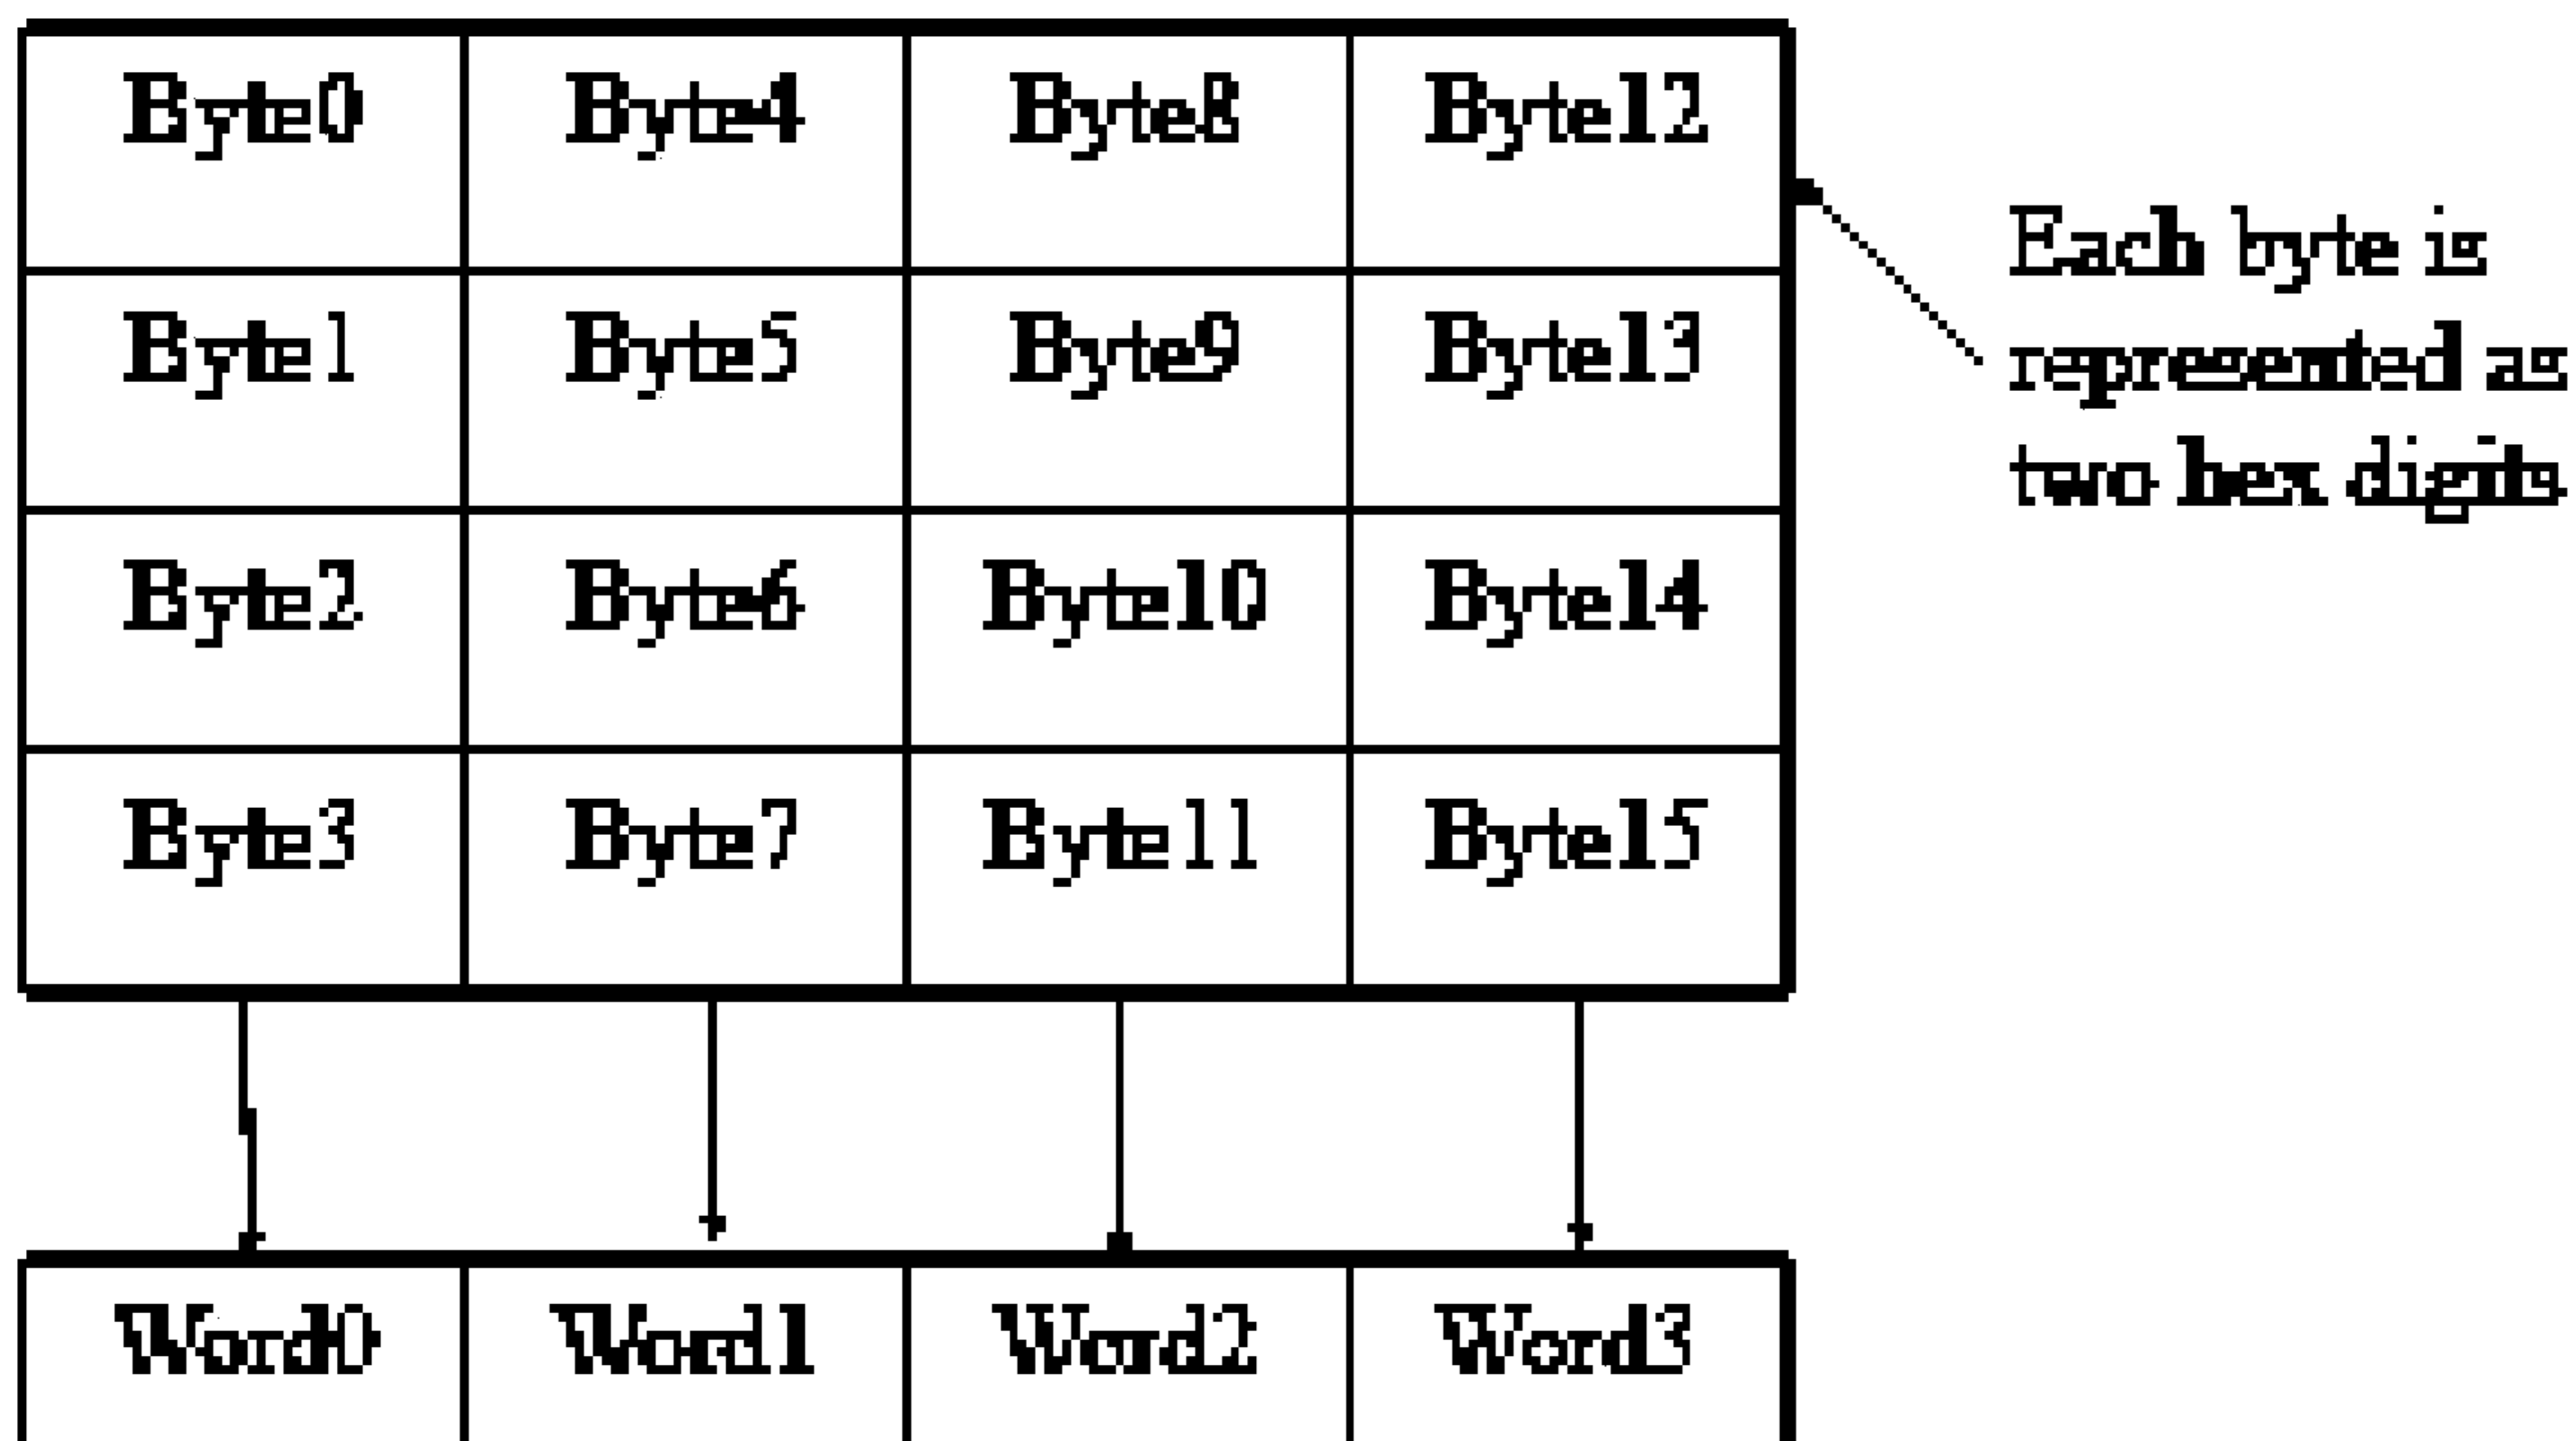 Byte0 Byte4 Byte8 Byte12
Byte1 Byte5 Byte9 Byte13
Byte2 Byte6 Byte10 Byte14
Byte3 Byte7 Byte11 Byte15
Each byte is
represented as
two hex digits
Word0 Word1 Word2 Word3